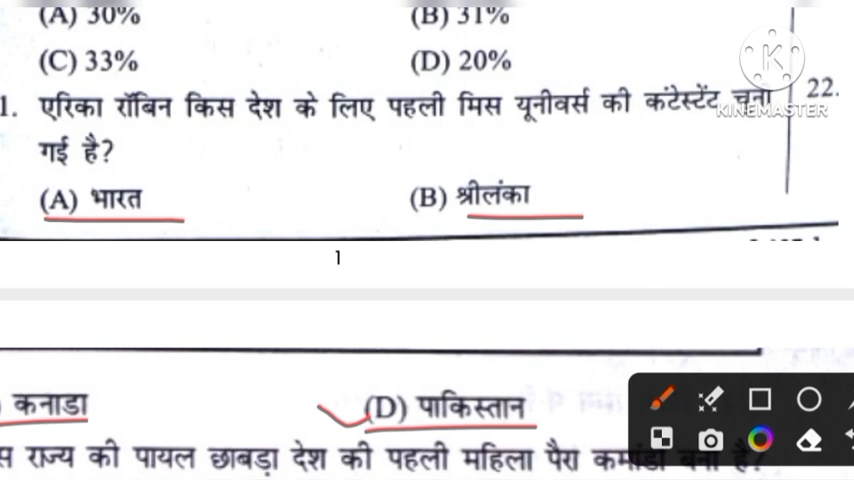 (A) 30% (B) 31%
(C) 33% (D) 20%
1. एरिका रॉबिन किस देश के लिए पहली मिस यूनीवर्स की कंटेस्टेंट चुनी 22.
KINEMASTER
गई है?
(A) भारत (B) श्रीलंका
1
कनाडा (D) पाकिस्तान
स राज्य की पायल छाबड़ा देश की पहली महिला पैरा कमांडो बनी है?